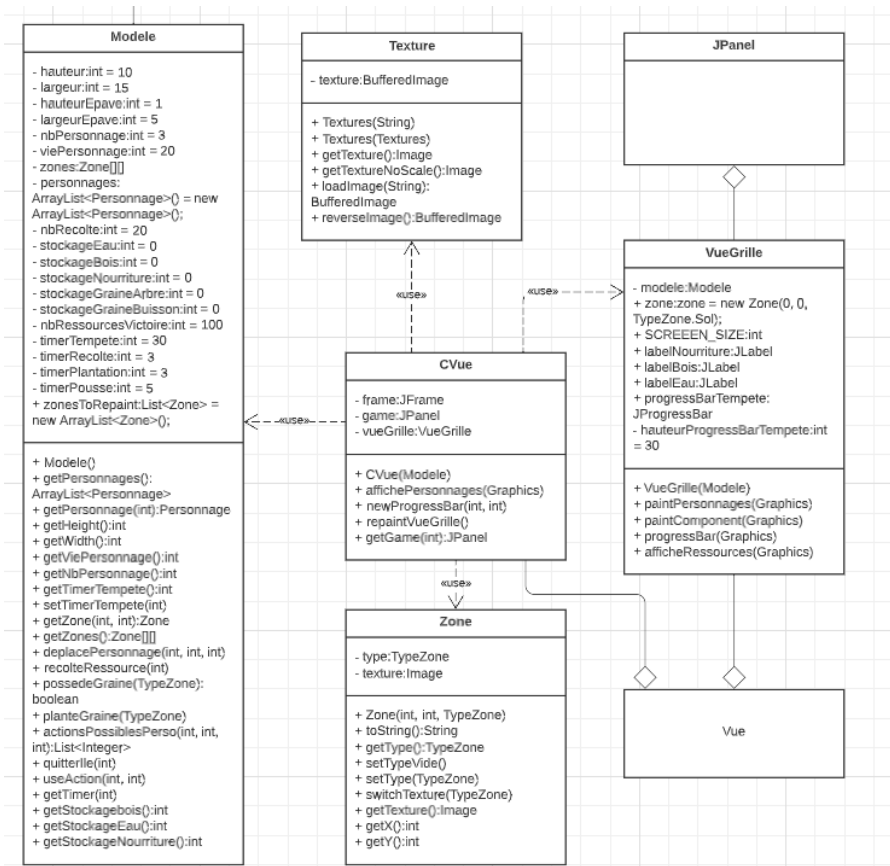 Modele
- hauteur:int = 10
- largeur:int = 15
- hauteurEpave:int = 1
- largeurEpave:int = 5
- nbPersonnage:int = 3
- viePersonnage:int = 20
- zones:Zone[][]
- personnages:
ArrayList<Personnage>() = new
ArrayList<Personnage>();
- nbRecolte:int = 20
- stockageEau:int = 0
- stockageBois:int = 0
- stockageNourriture:int = 0
- stockageGraineArbre:int = 0
- stockageGraineBuisson:int = 0
- nbRessourcesVictoire:int = 100
- timerTempete:int = 30
- timerRecolte:int = 3
- timerPlantation:int = 3
- timerPousse:int = 5
+ zonesToRepaint:List<Zone> =
new ArrayList<Zone>();
+ Modele()
+ getPersonnages():
ArrayList<Personnage>
+ getPersonnage(int):Personnage
+ getHeight():int
+ getWidth():int
+ getViePersonnage():int
+ getNbPersonnage():int
+ getTimerTempete():int
+ setTimerTempete(int)
+ getZone(int, int):Zone
+ getZones():Zone[][]
+ deplacePersonnage(int, int, int)
+ recolteRessource(int)
+ possedeGraine(TypeZone):
boolean
+ planteGraine(TypeZone)
+ actionsPossiblesPerso(int, int,
int):List<Integer>
+ quitterIle(int)
+ useAction(int, int)
+ getTimer(int)
+ getStockagebois():int
+ getStockageEau():int
+ getStockageNourriture():int
Texture
- texture:BufferedImage
+ Textures(String)
+ Textures(Textures)
+ getTexture():Image
+ getTextureNoScale():Image
+ loadImage(String):
BufferedImage
+ reverseImage():BufferedImage
JPanel
«use»
«use»
«use»
«use»
CVue
- frame:JFrame
- game:JPanel
- vueGrille:VueGrille
+ CVue(Modele)
+ affichePersonnages(Graphics)
+ newProgressBar(int, int)
+ repaintVueGrille()
+ getGame(int):JPanel
VueGrille
- modele:Modele
+ zone:zone = new Zone(0, 0,
TypeZone.Sol);
+ SCREEEN_SIZE:int
+ labelNourriture:JLabel
+ labelBois:JLabel
+ labelEau:JLabel
+ progressBarTempete:
JProgressBar
- hauteurProgressBarTempete:int
= 30
+ VueGrille(Modele)
+ paintPersonnages(Graphics)
+ paintComponent(Graphics)
+ progressBar(Graphics)
+ afficheRessources(Graphics)
Zone
- type:TypeZone
- texture:Image
+ Zone(int, int, TypeZone)
+ toString():String
+ getType():TypeZone
+ setTypeVide()
+ setType(TypeZone)
+ switchTexture(TypeZone)
+ getTexture():Image
+ getX():int
+ getY():int
Vue